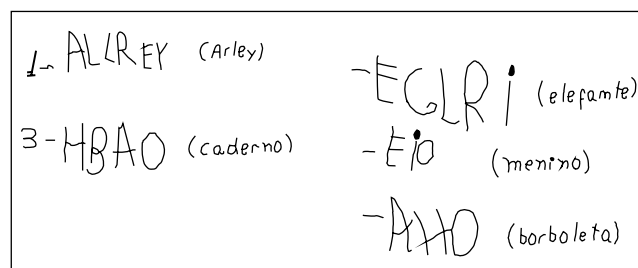 1- ALLREY (Arley)
3- HBAO (caderno)
- EGLRi (elefante)
- Eio (menino)
- AHO (borboleta)